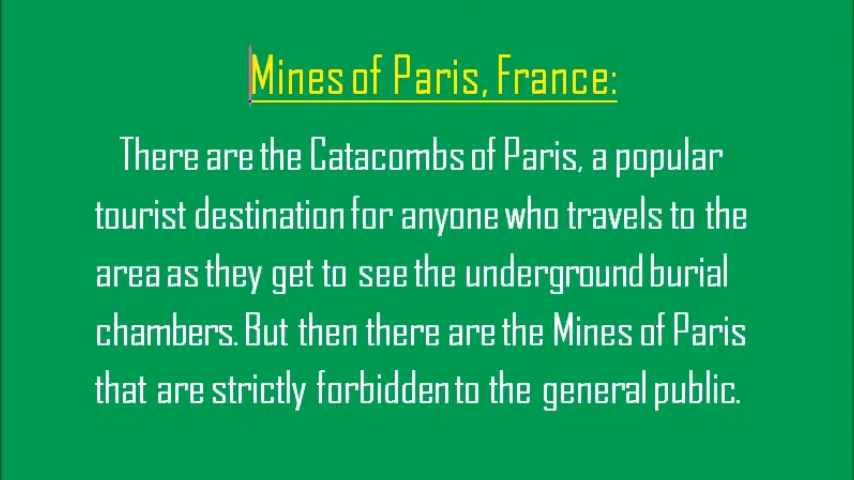 Mines of Paris, France:
There are the Catacombs of Paris, a popular
tourist destination for anyone who travels to the
area as they get to see the underground burial
chambers. But then there are the Mines of Paris
that are strictly forbidden to the general public.